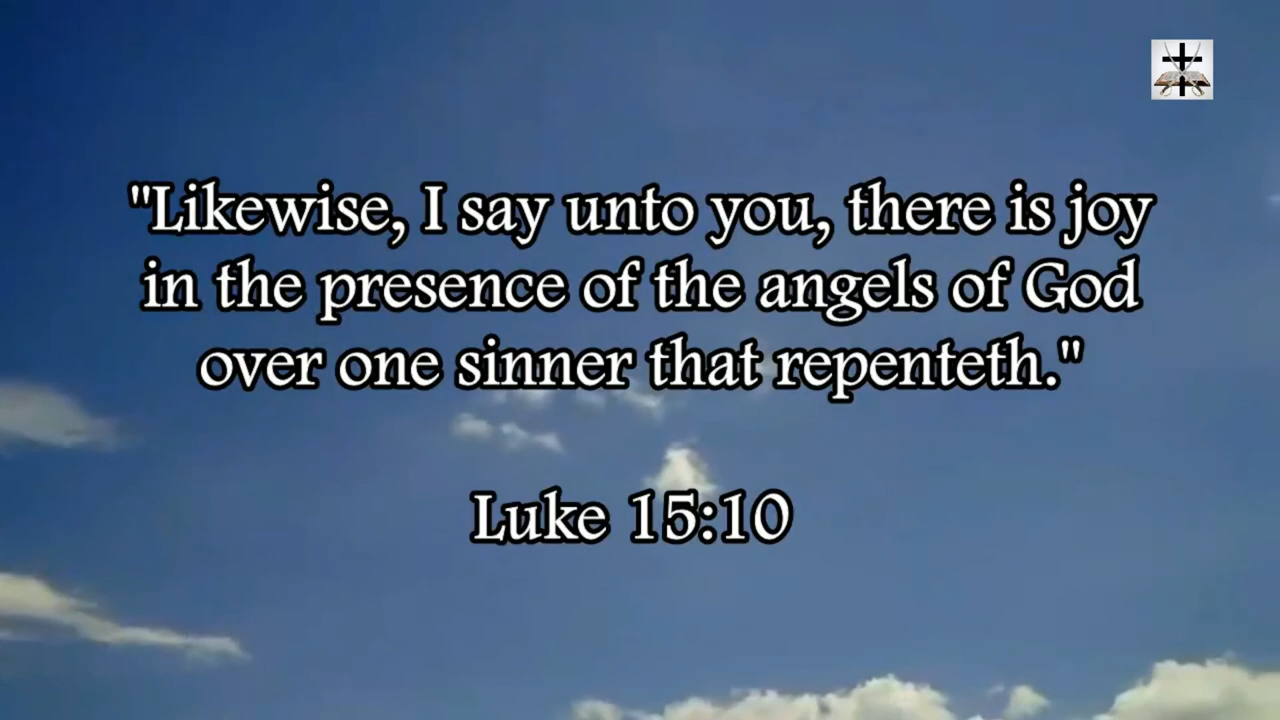 "Likewise, I say unto you, there is joy
in the presence of the angels of God
over one sinner that repenteth."
Luke 15:10